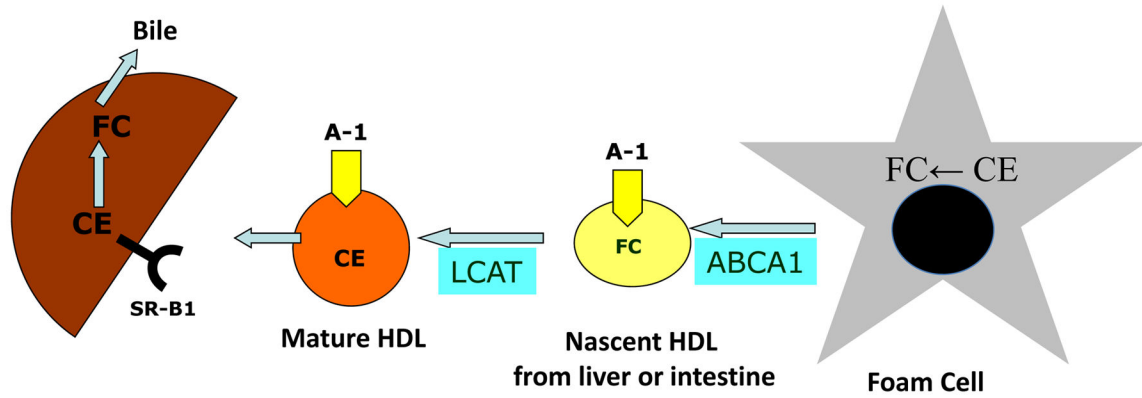 Bile
FC
CE
SR-B1
A-1
CE
Mature HDL
LCAT
A-1
FC
Nascent HDL
from liver or intestine
ABCA1
FC← CE
Foam Cell